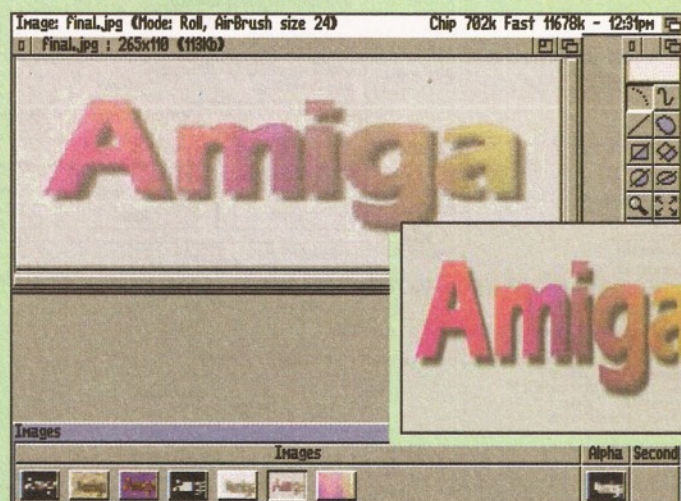 Image: final.jpg (Mode: Roll, AirBrush size 24) Chip 702k Fast 11678k - 12:31pm
final.jpg : 265x110 (113Kb)
Amiga
Amiga
Images
Images Alpha Second